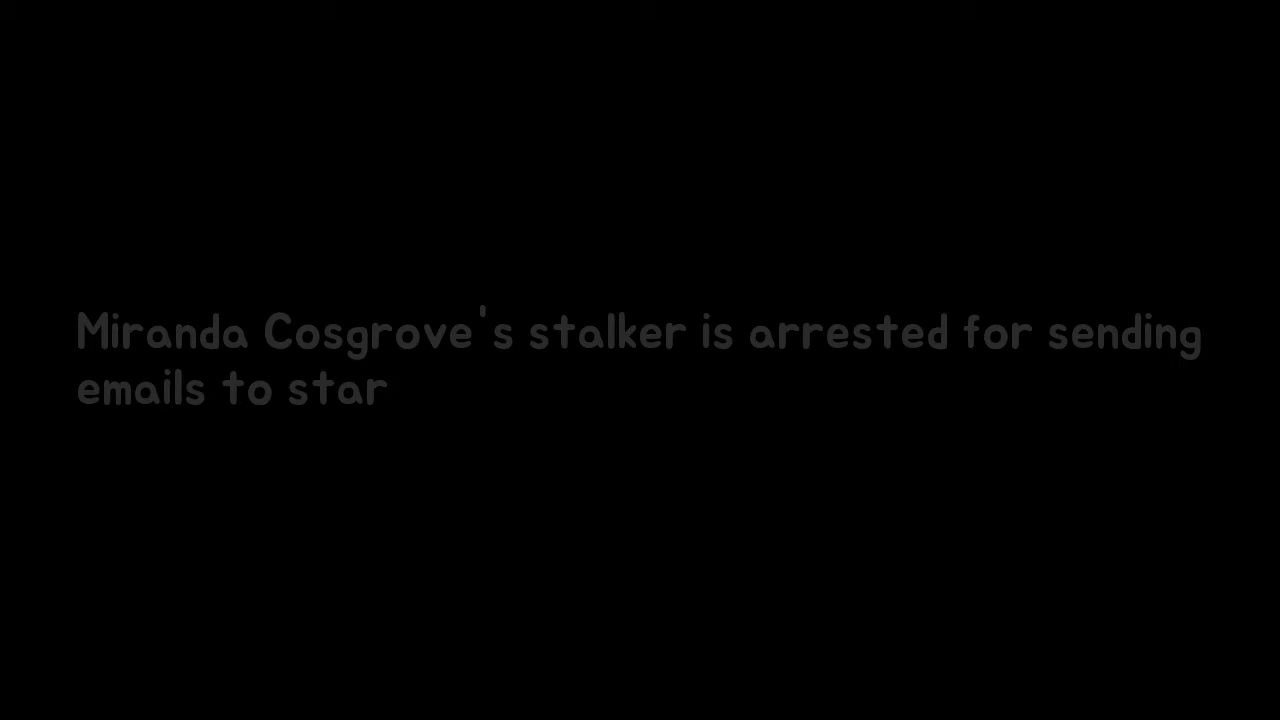 Miranda Cosgrove's stalker is arrested for sending
emails to star